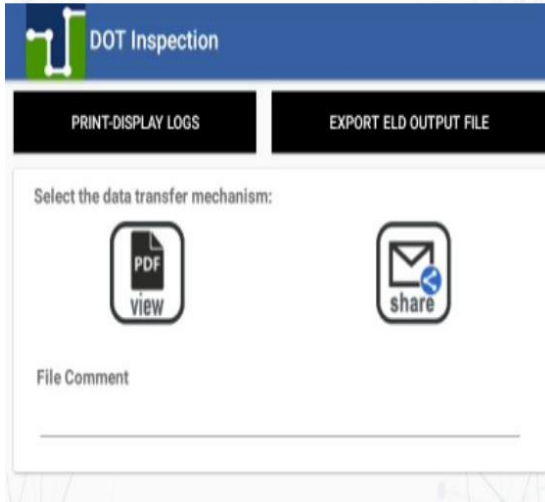 DOT Inspection
PRINT-DISPLAY LOGS
EXPORT ELD OUTPUT FILE
Select the data transfer mechanism:
PDF
view
share
File Comment